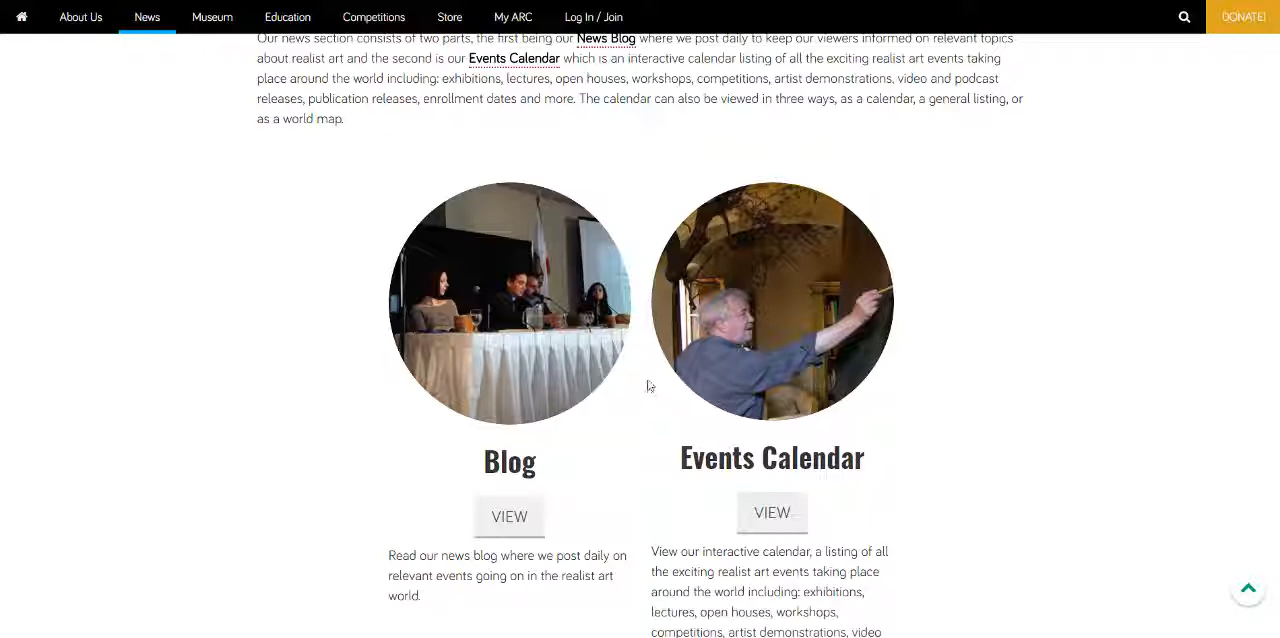 About Us News Museum Education Competitions Store My ARC Log In / Join DONATE!
Our news section consists of two parts, the first being our News Blog where we post daily to keep our viewers informed on relevant topics
about realist art and the second is our Events Calendar which is an interactive calendar listing of all the exciting realist art events taking
place around the world including: exhibitions, lectures, open houses, workshops, competitions, artist demonstrations, video and podcast
releases, publication releases, enrollment dates and more. The calendar can also be viewed in three ways, as a calendar, a general listing, or
as a world map.
Blog
VIEW
Read our news blog where we post daily on
relevant events going on in the realist art
world.
Events Calendar
VIEW
View our interactive calendar, a listing of all
the exciting realist art events taking place
around the world including: exhibitions,
lectures, open houses, workshops,
competitions, artist demonstrations, video